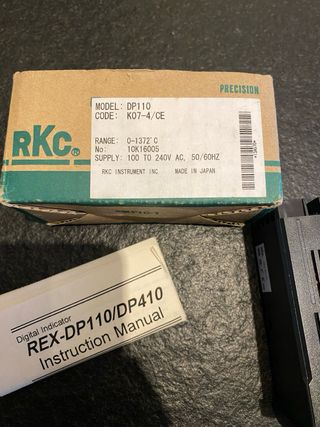 PRECISION
RKC®
MODEL: DP110
CODE: K07-4/CE
RANGE: 0-1372°C
No: 10K16005
SUPPLY: 100 TO 240V AC, 50/60HZ
RKC INSTRUMENT INC. MADE IN JAPAN
Digital Indicator
REX-DP110/DP410
Instruction Manual